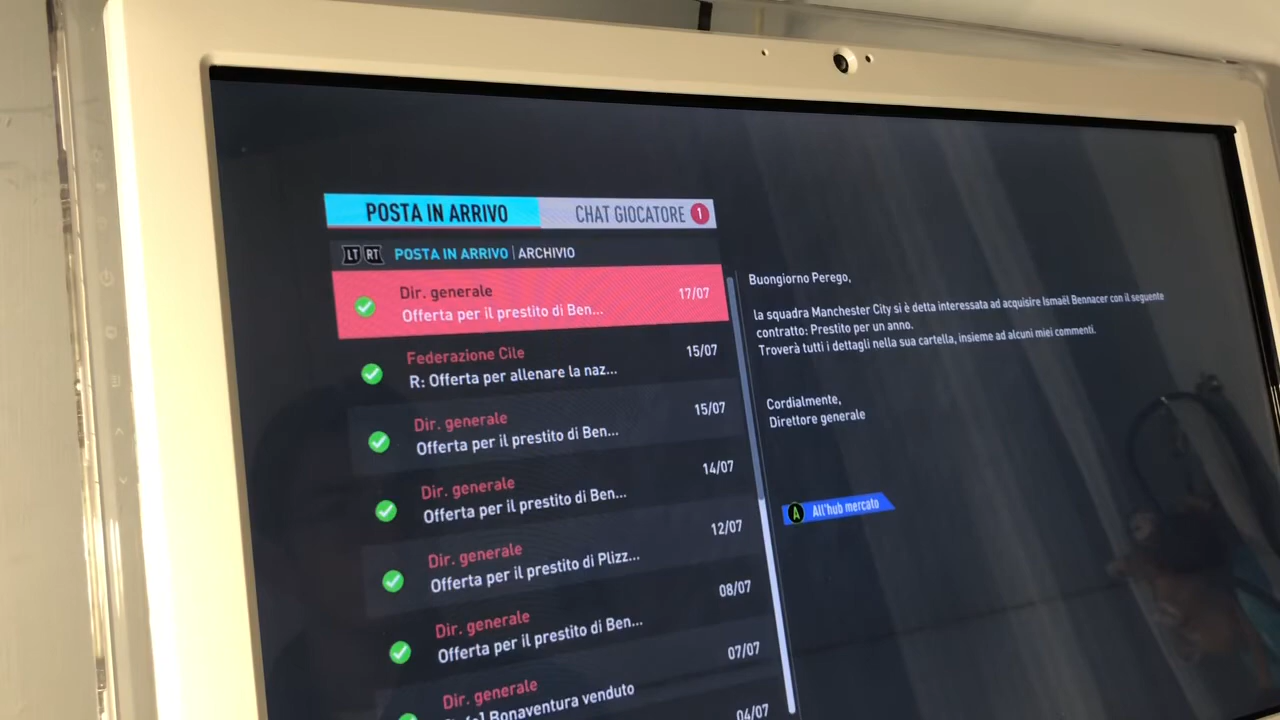 POSTA IN ARRIVO
CHAT GIOCATORE 1
LT RT POSTA IN ARRIVO | ARCHIVIO
Dir. generale 17/07
Offerta per il prestito di Ben...
Federazione Cile 15/07
R: Offerta per allenare la naz...
Dir. generale 15/07
Offerta per il prestito di Ben...
Dir. generale 14/07
Offerta per il prestito di Ben...
Dir. generale 12/07
Offerta per il prestito di Plizz...
Dir. generale 08/07
Offerta per il prestito di Ben...
Dir. generale 07/07
Bonaventura venduto
04/07
Buongiorno Perego,
la squadra Manchester City si è detta interessata ad acquisire Ismaël Bennacer con il seguente
contratto: Prestito per un anno.
Troverà tutti i dettagli nella sua cartella, insieme ad alcuni miei commenti.
Cordialmente,
Direttore generale
A All'hub mercato